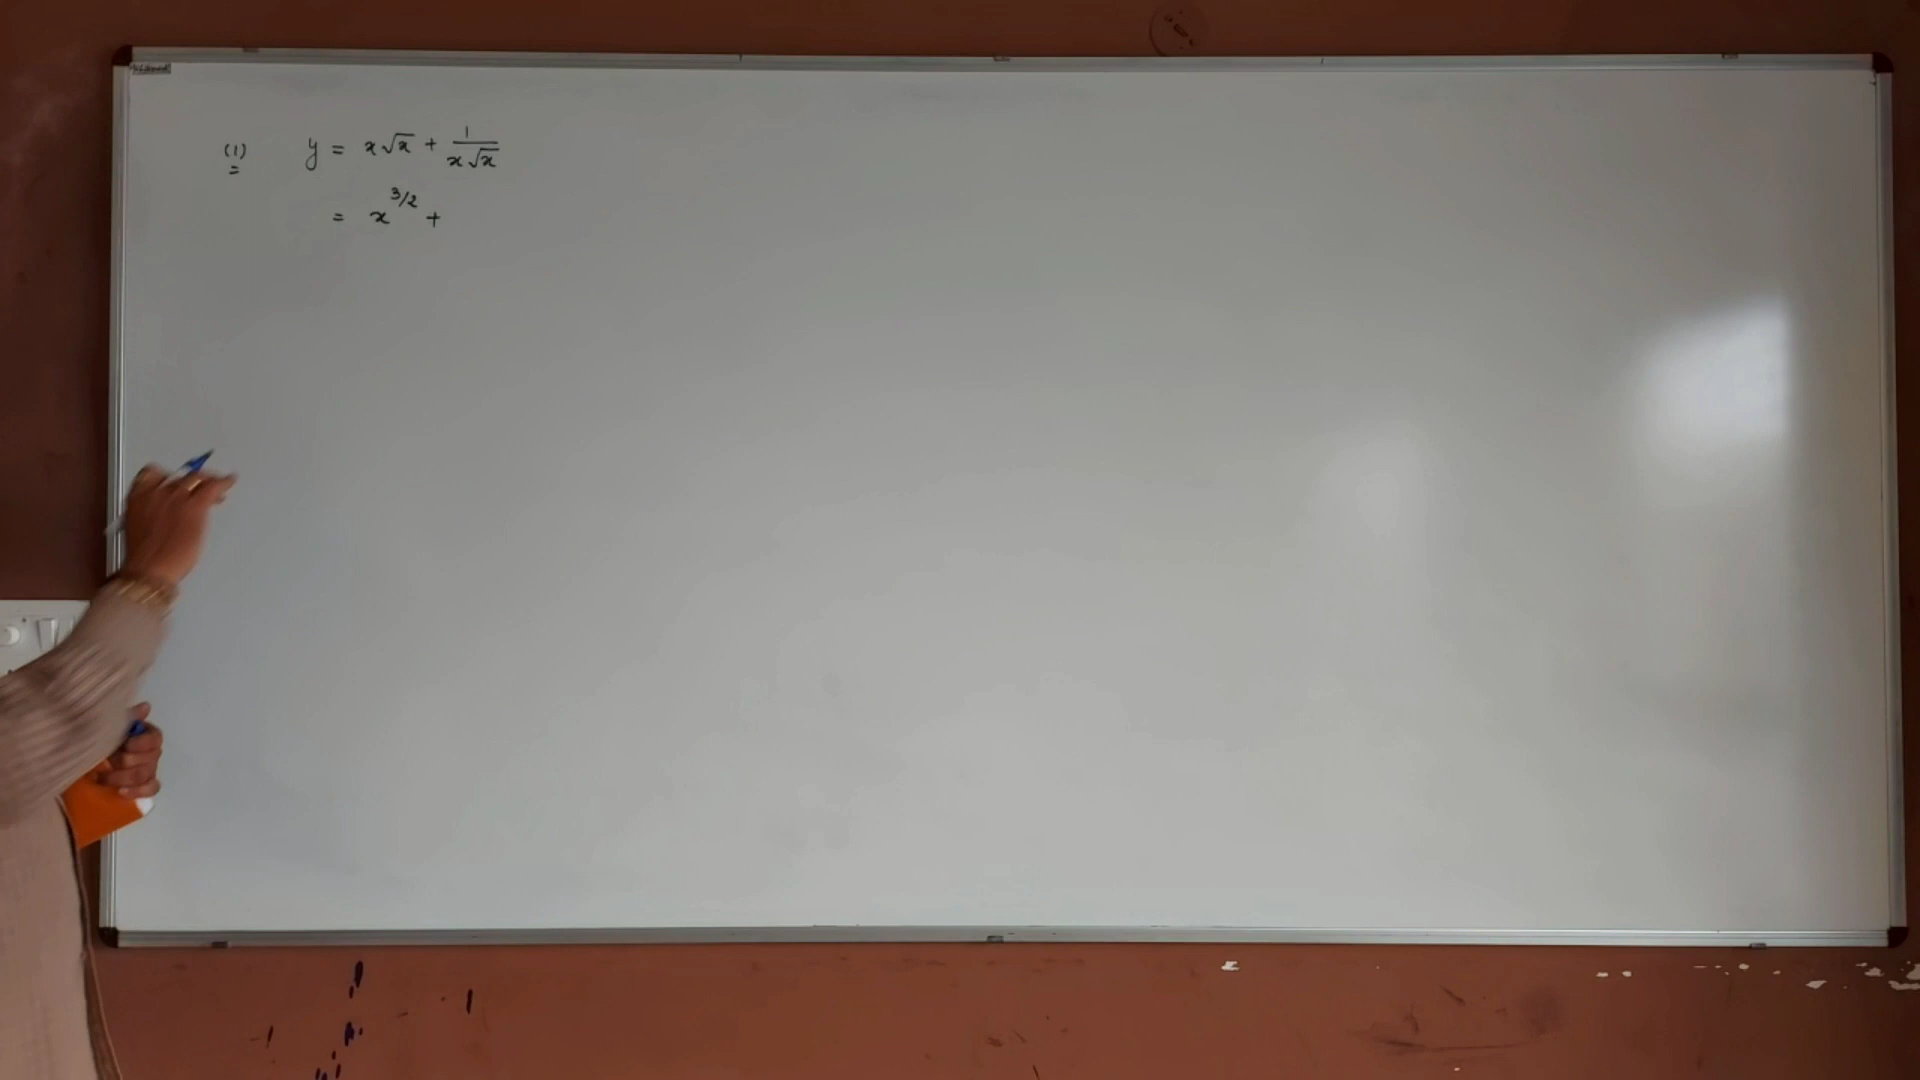 (1) y = x√x + 1/(x√x)
= x^(3/2) +